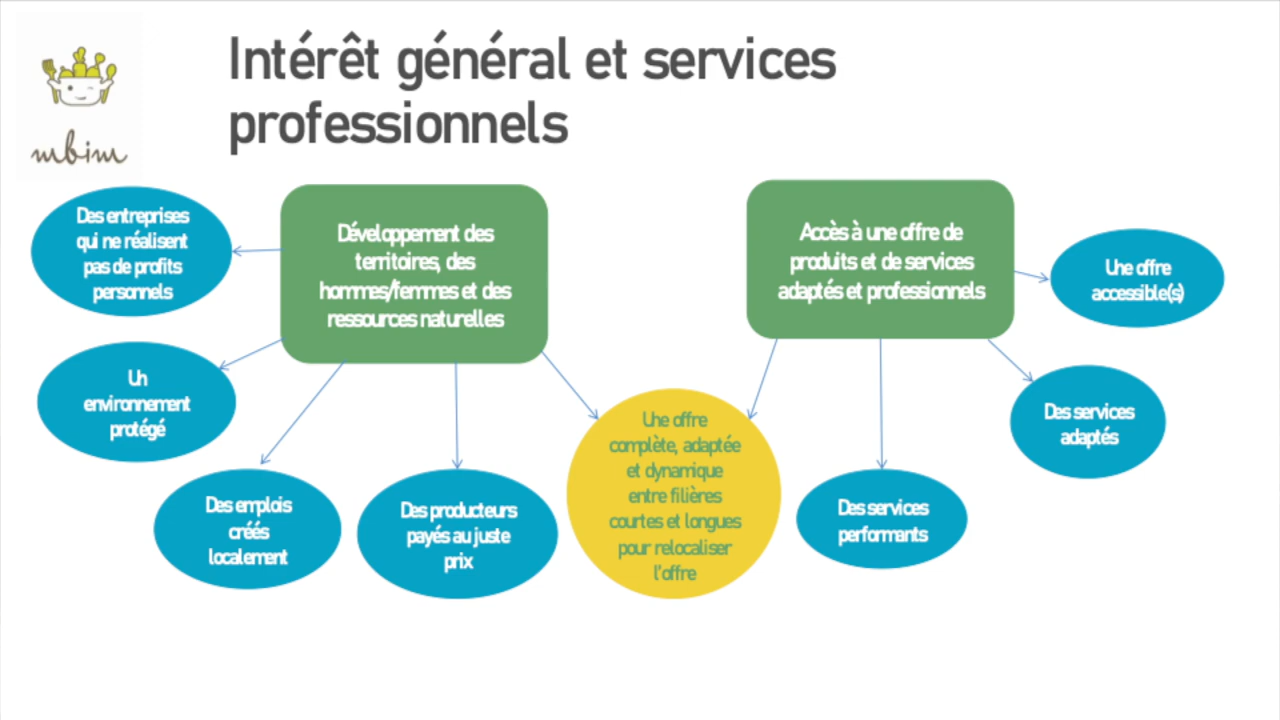 Intérêt général et services
professionnels
mbim
Des entreprises
qui ne réalisent
pas de profits
personnels
Développement des
territoires, des
hommes/femmes et des
ressources naturelles
Accès à une offre de
produits et de services
adaptés et professionnels
Une offre
accessible(s)
Un
environnement
protégé
Des emplois
créés
localement
Des producteurs
payés au juste
prix
Une offre
complète, adaptée
et dynamique
entre filières
courtes et longues
pour relocaliser
l'offre
Des services
performants
Des services
adaptés